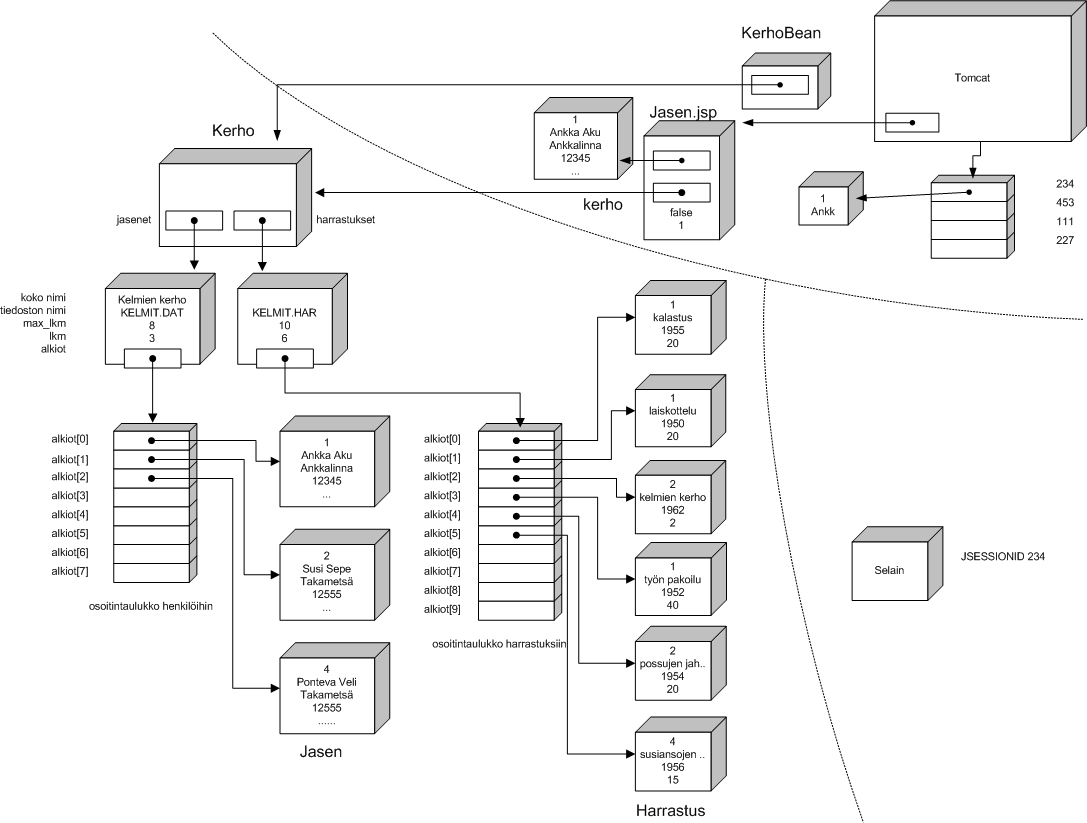 KerhoBean
Tomcat
Jasen.jsp
1
Ankka Aku
Ankkalinna
12345
...
Kerho
jasenet
harrastukset
kerho
false
1
1
Ankk
234
453
111
227
koko nimi
tiedoston nimi
max_lkm
lkm
alkiot
Kelmien kerho
KELMIT.DAT
8
3
KELMIT.HAR
10
6
alkiot[0]
alkiot[1]
alkiot[2]
alkiot[3]
alkiot[4]
alkiot[5]
alkiot[6]
alkiot[7]
osoitintaulukko henkilöihin
1
Ankka Aku
Ankkalinna
12345
...
2
Susi Sepe
Takametsä
12555
...
4
Ponteva Veli
Takametsä
12555
......
Jasen
alkiot[0]
alkiot[1]
alkiot[2]
alkiot[3]
alkiot[4]
alkiot[5]
alkiot[6]
alkiot[7]
alkiot[8]
alkiot[9]
osoitintaulukko harrastuksiin
1
kalastus
1955
20
1
laiskottelu
1950
20
2
kelmien kerho
1962
2
1
työn pakoilu
1952
40
2
possujen jah..
1954
20
4
susiansojen ..
1956
15
Harrastus
Selain
JSESSIONID 234